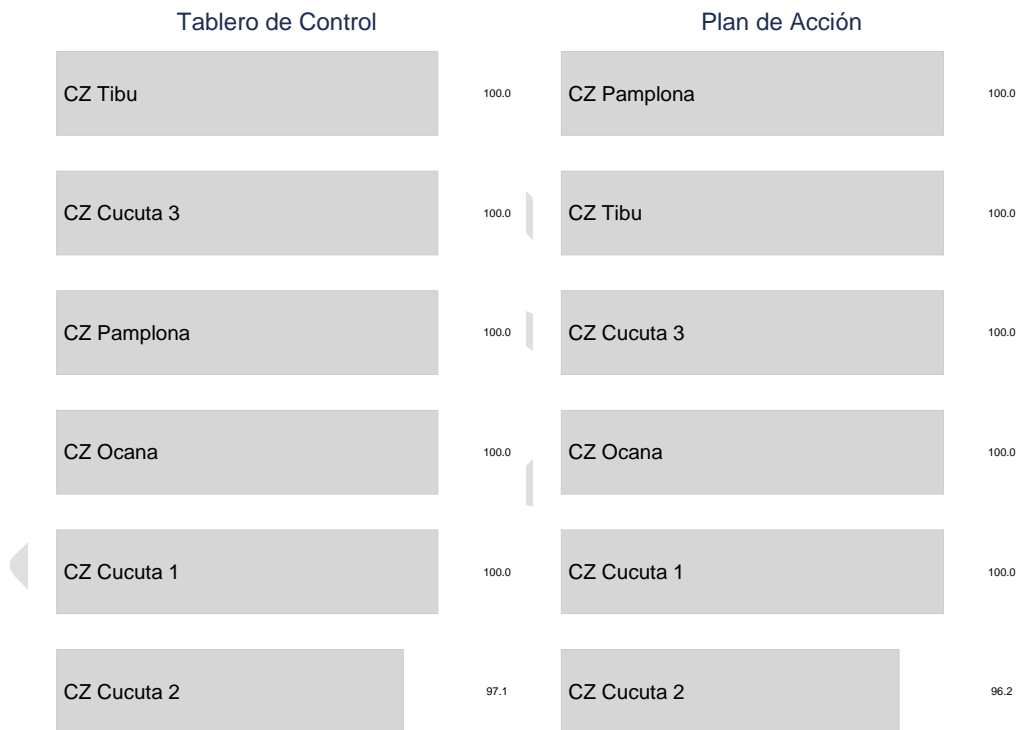 Tablero de Control
CZ Tibu 100.0
CZ Cucuta 3 100.0
CZ Pamplona 100.0
CZ Ocana 100.0
CZ Cucuta 1 100.0
CZ Cucuta 2 97.1
Plan de Acción
CZ Pamplona 100.0
CZ Tibu 100.0
CZ Cucuta 3 100.0
CZ Ocana 100.0
CZ Cucuta 1 100.0
CZ Cucuta 2 96.2